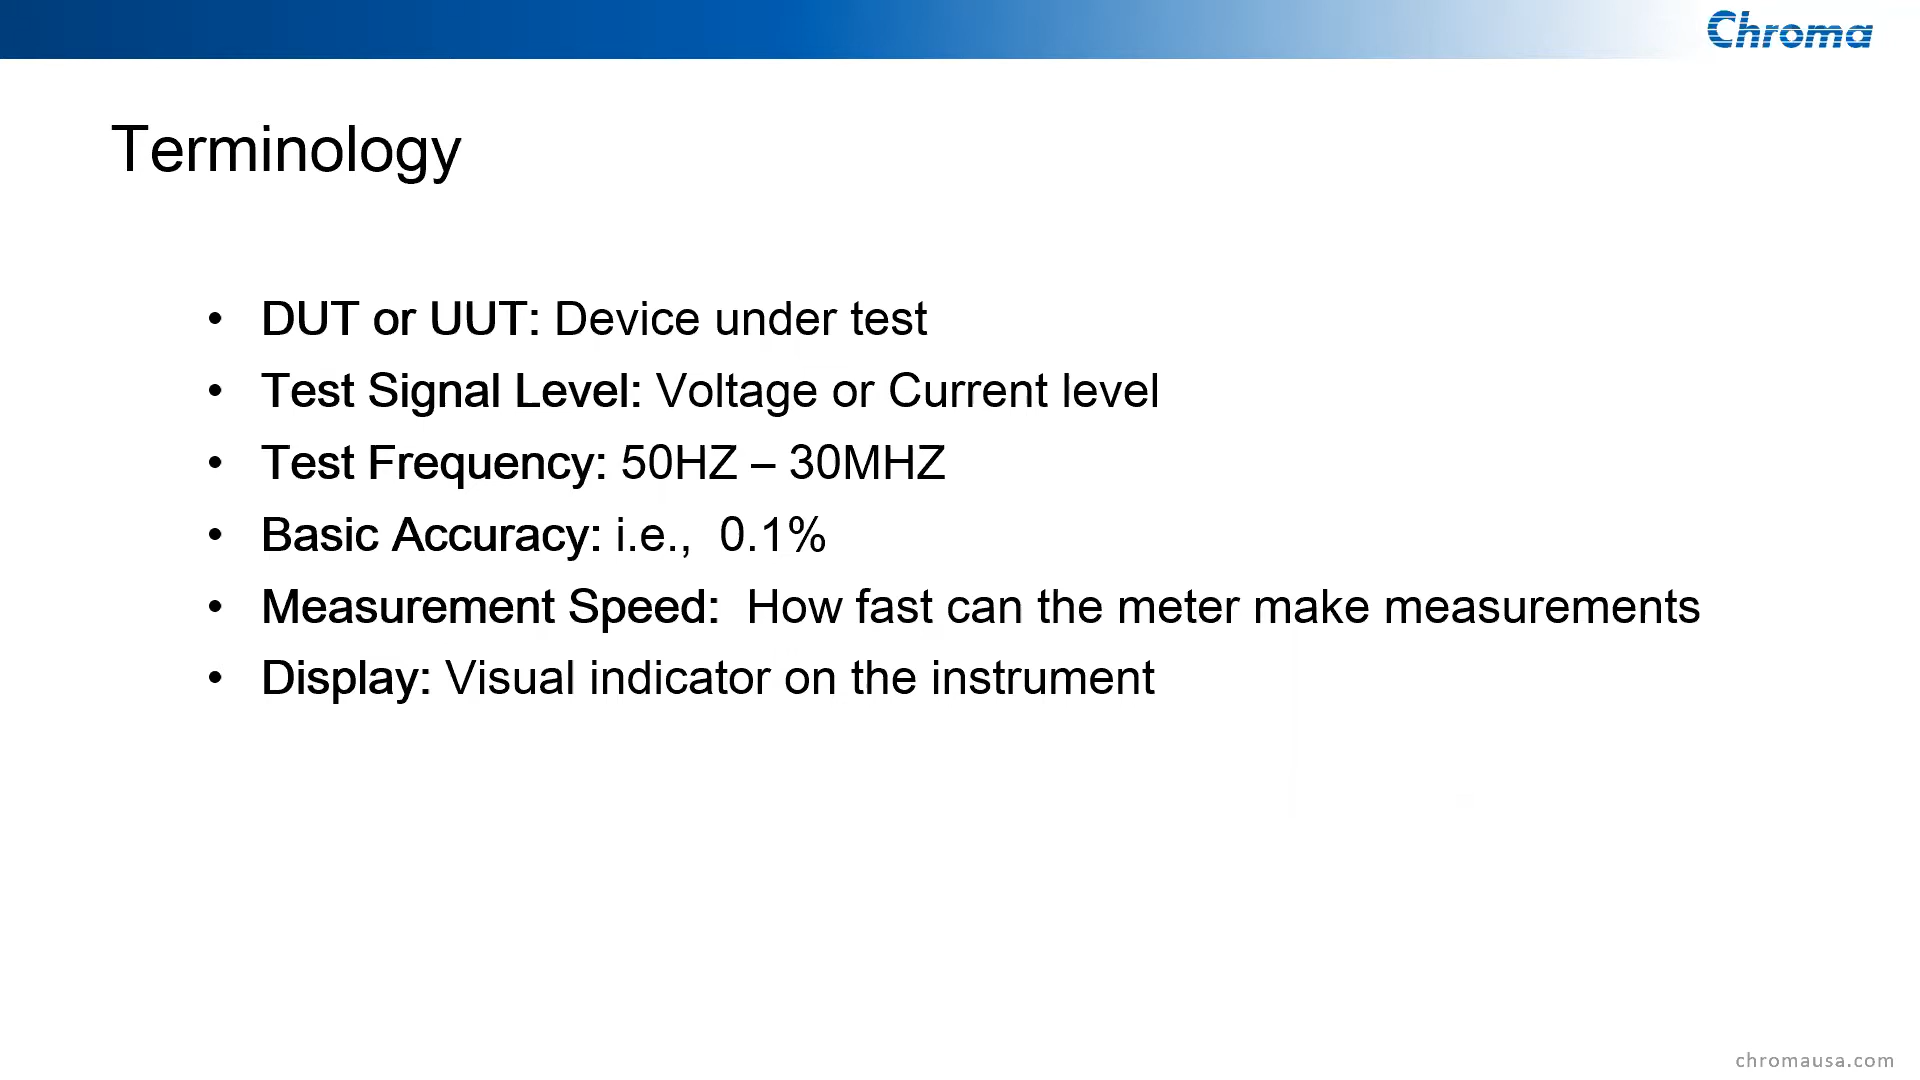 Chroma
Terminology
• DUT or UUT: Device under test
• Test Signal Level: Voltage or Current level
• Test Frequency: 50HZ – 30MHZ
• Basic Accuracy: i.e.,  0.1%
• Measurement Speed:  How fast can the meter make measurements
• Display: Visual indicator on the instrument
chromausa.com